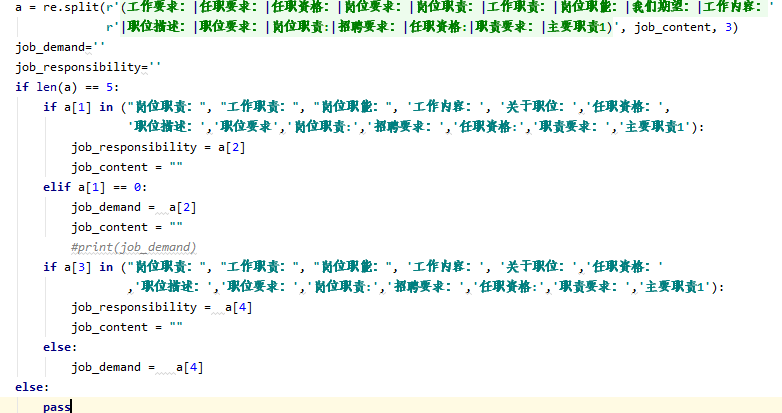 a = re.split(r'(工作要求：|任职要求：|任职资格：|岗位要求：|岗位职责：|工作职责：|岗位职能：|我们期望：|工作内容：'
r'|职位描述：|职位要求：|岗位职责:|招聘要求：|任职资格:|职责要求：|主要职责1)', job_content, 3)
job_demand=''
job_responsibility=''
if len(a) == 5:
if a[1] in ("岗位职责：", "工作职责：", "岗位职能：", '工作内容：', '关于职位：','任职资格：',
'职位描述：','职位要求','岗位职责:','招聘要求：','任职资格:','职责要求：','主要职责1'):
job_responsibility = a[2]
job_content = ""
elif a[1] == 0:
job_demand =  a[2]
job_content = ""
#print(job_demand)
if a[3] in ("岗位职责：", "工作职责：", "岗位职能：", '工作内容：', '关于职位：','任职资格：'
,'职位描述：','职位要求：','岗位职责:','招聘要求：','任职资格:','职责要求：','主要职责1'):
job_responsibility =  a[4]
job_content = ""
else:
job_demand =   a[4]
else:
pass